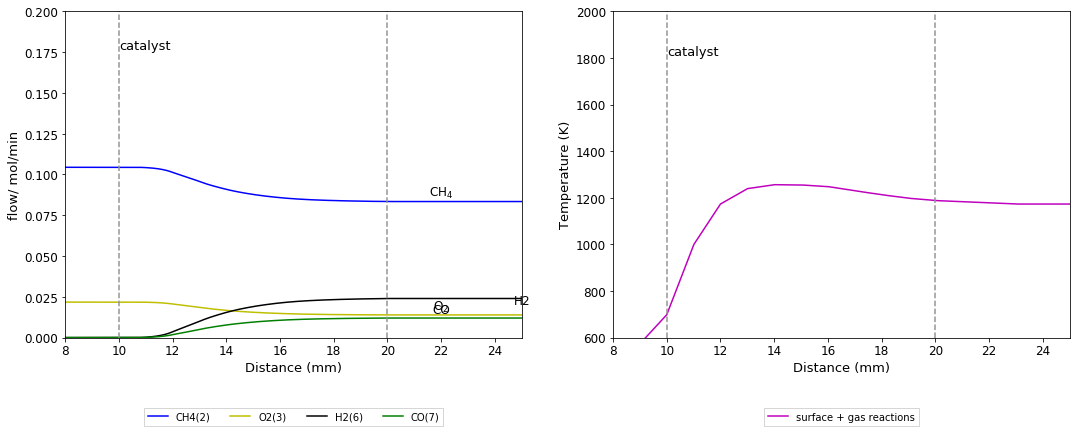 0.200
0.175
0.150
0.125
0.100
0.075
0.050
0.025
0.000
flow/ mol/min
catalyst
CH₄
O₂
CO
H2
8 10 12 14 16 18 20 22 24
Distance (mm)
CH4(2) O2(3) H2(6) CO(7)
2000
1800
1600
1400
1200
1000
800
600
Temperature (K)
catalyst
8 10 12 14 16 18 20 22 24
Distance (mm)
surface + gas reactions